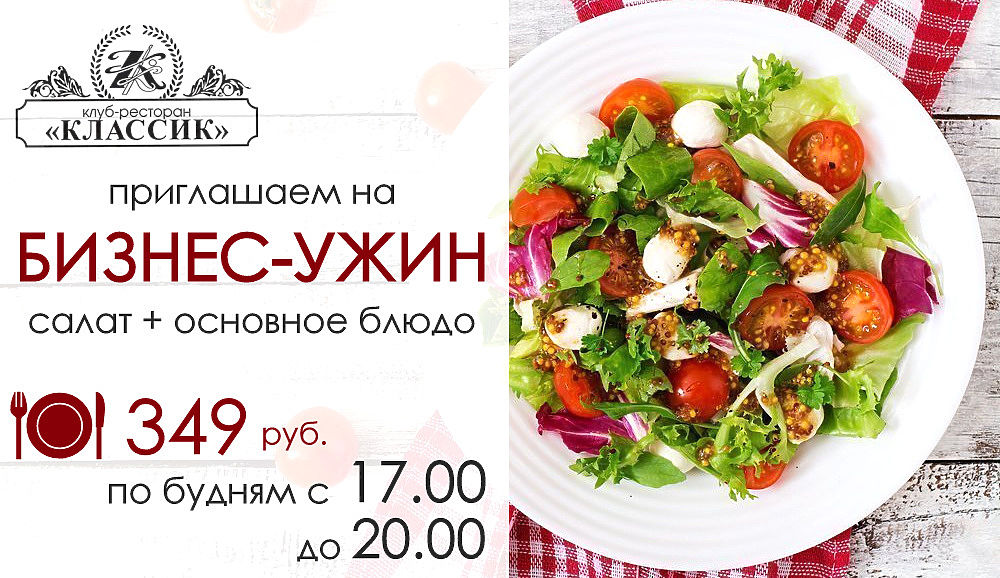 клуб-ресторан
«КЛАССИК»
приглашаем на
БИЗНЕС-УЖИН
салат + основное блюдо
349 руб.
по будням с 17.00
до 20.00